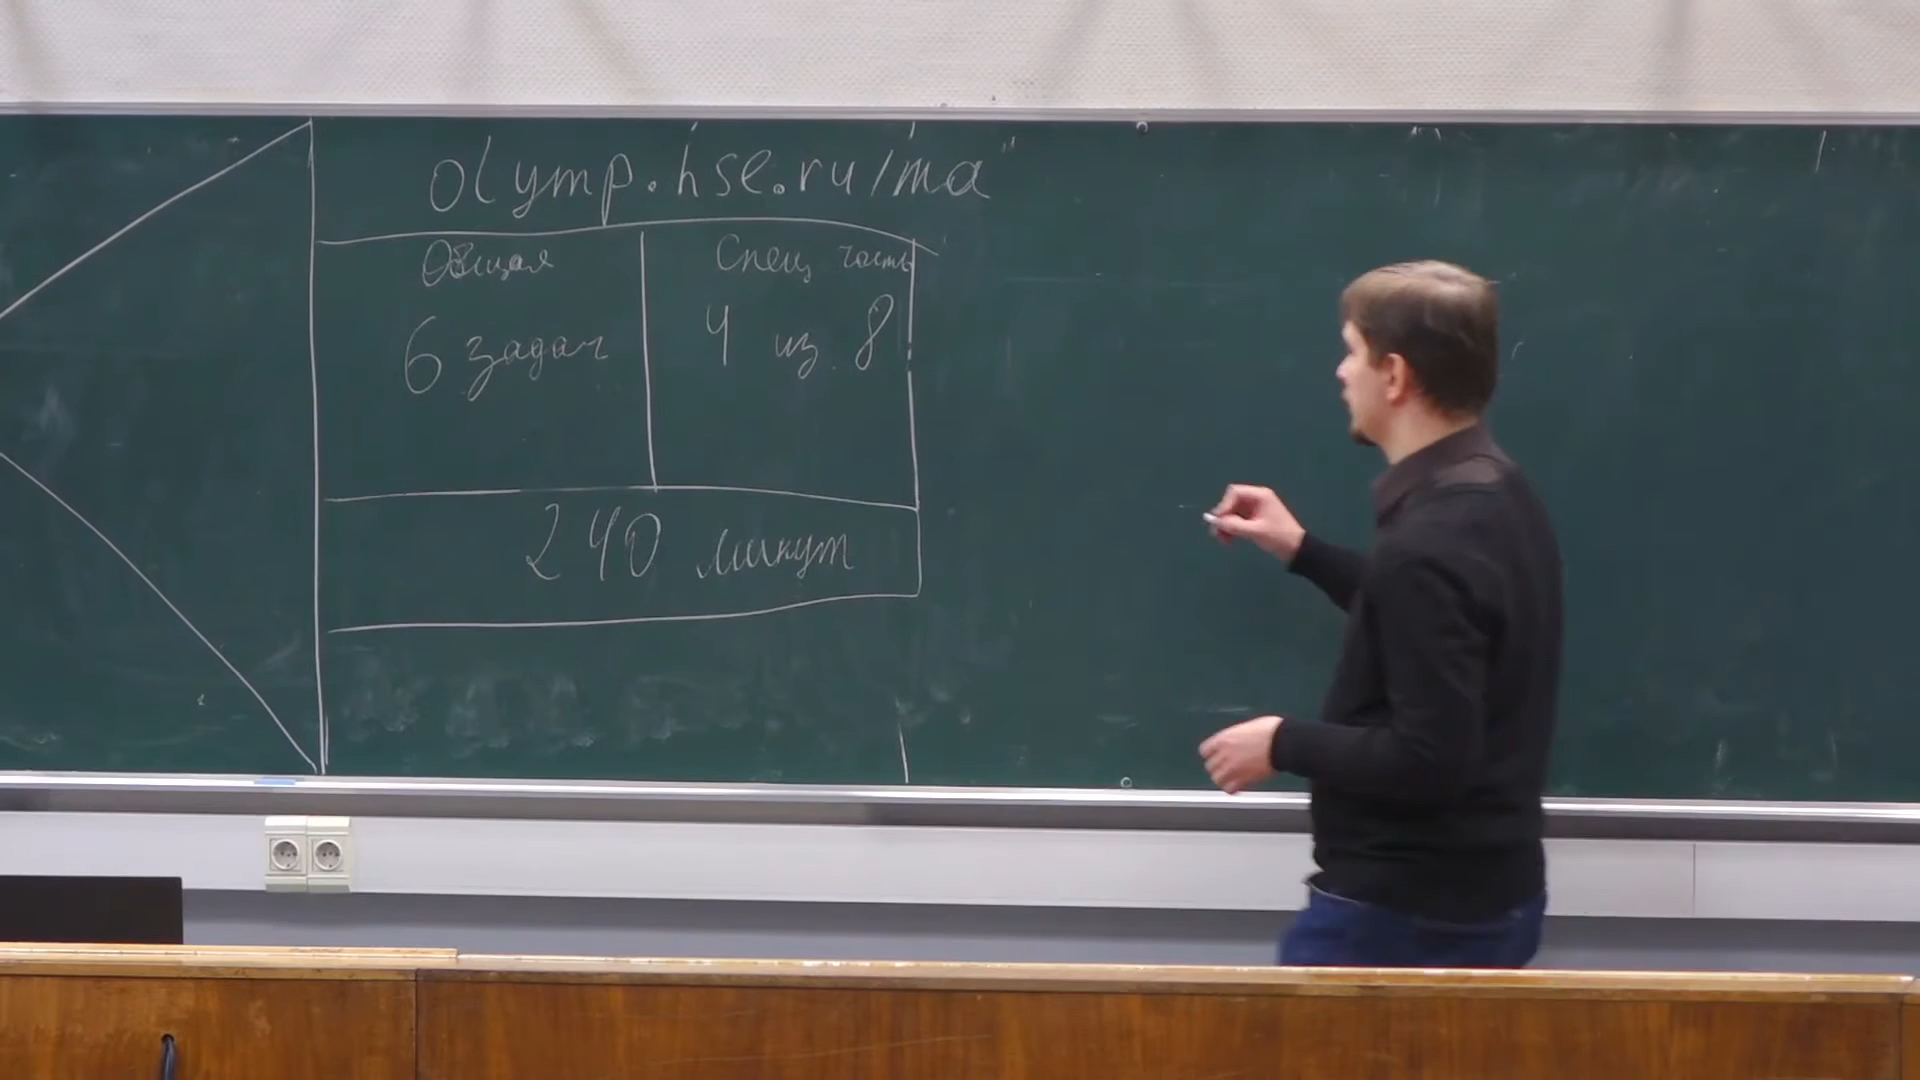 olymp.hse.ru/ma
Общая Спец часть
6 задач 4 из 8
240 минут